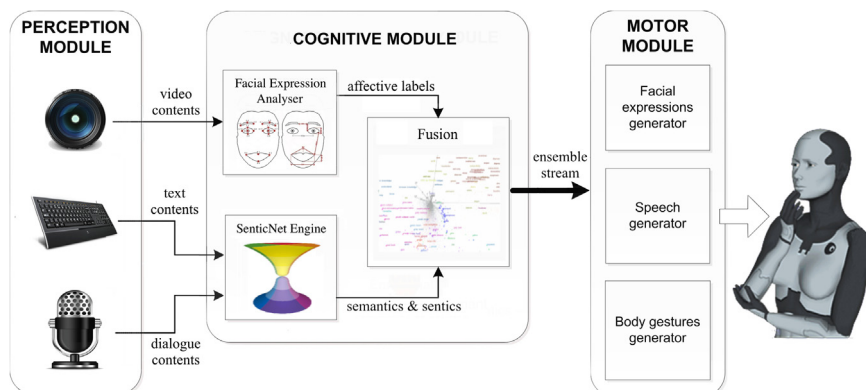 PERCEPTION
MODULE
video
contents
text
contents
dialogue
contents
COGNITIVE MODULE
Facial Expression
Analyser
affective labels
Fusion
SenticNet Engine
semantics & sentics
ensemble
stream
MOTOR
MODULE
Facial
expressions
generator
Speech
generator
Body gestures
generator